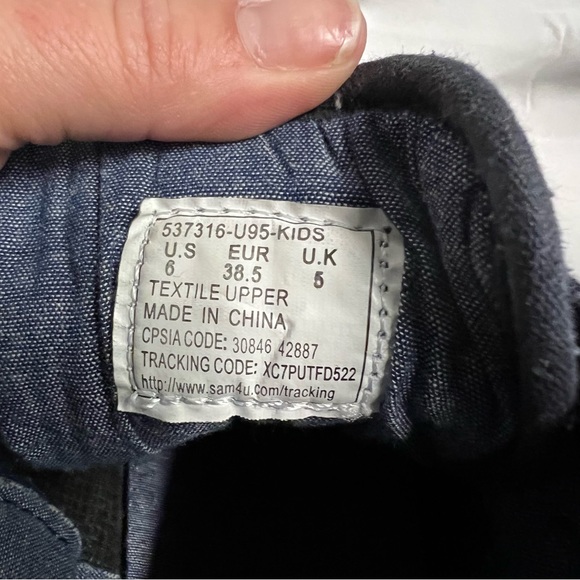 537316-U95-KIDS
U.S EUR U.K
6 38.5 5
TEXTILE UPPER
MADE IN CHINA
CPSIA CODE: 30846 42887
TRACKING CODE: XC7PUTFD522
http://www.sam4u.com/tracking